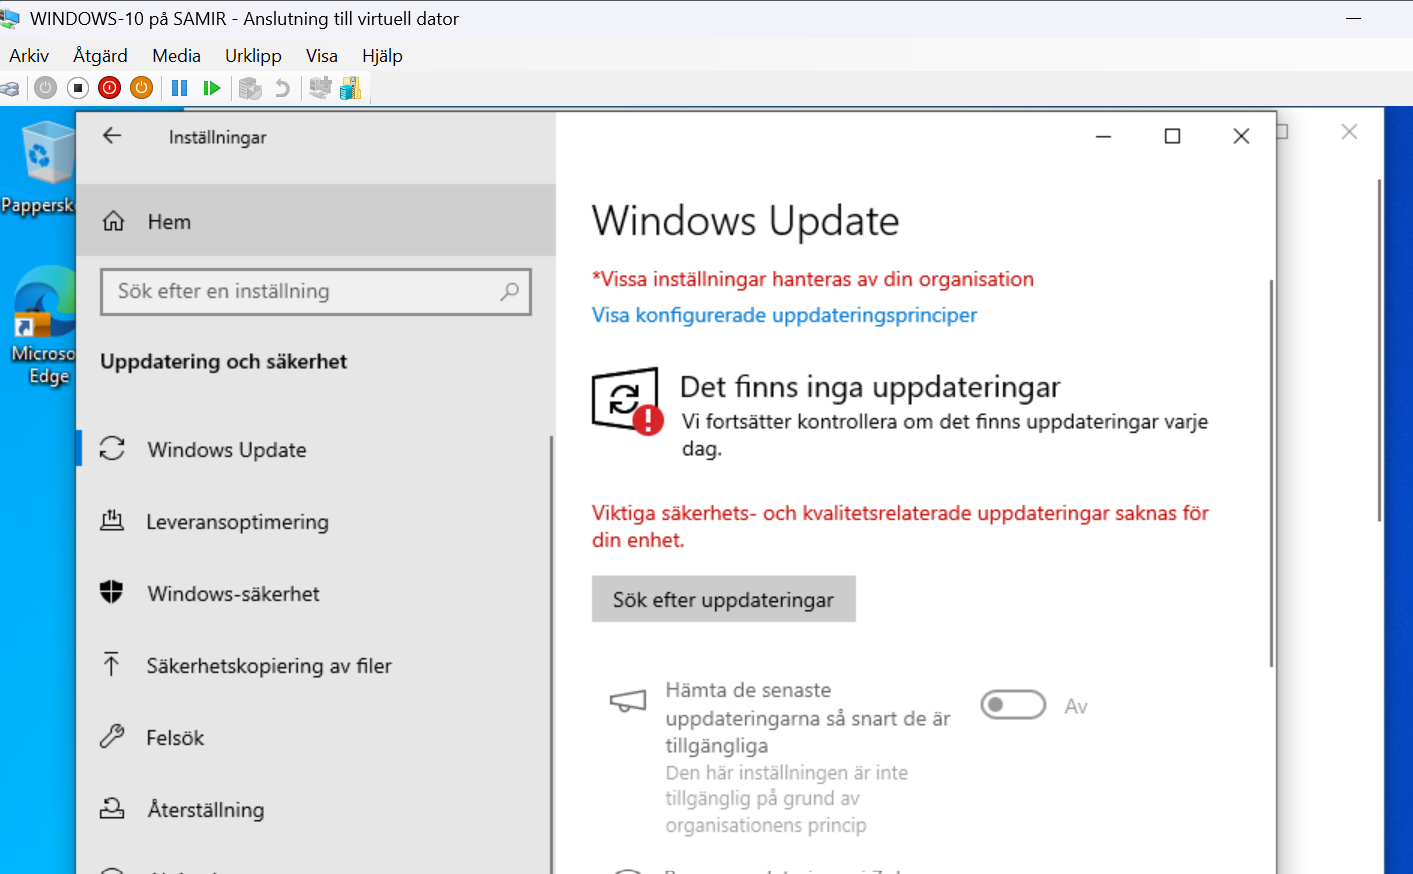 WINDOWS-10 på SAMIR - Anslutning till virtuell dator
Arkiv Åtgärd Media Urklipp Visa Hjälp
Pappersk
Microso
Edge
Inställningar
Hem
Sök efter en inställning
Uppdatering och säkerhet
Windows Update
Leveransoptimering
Windows-säkerhet
Säkerhetskopiering av filer
Felsök
Återställning
Windows Update
*Vissa inställningar hanteras av din organisation
Visa konfigurerade uppdateringsprinciper
Det finns inga uppdateringar
Vi fortsätter kontrollera om det finns uppdateringar varje
dag.
Viktiga säkerhets- och kvalitetsrelaterade uppdateringar saknas för
din enhet.
Sök efter uppdateringar
Hämta de senaste
uppdateringarna så snart de är
tillgängliga
Av
Den här inställningen är inte
tillgänglig på grund av
organisationens princip